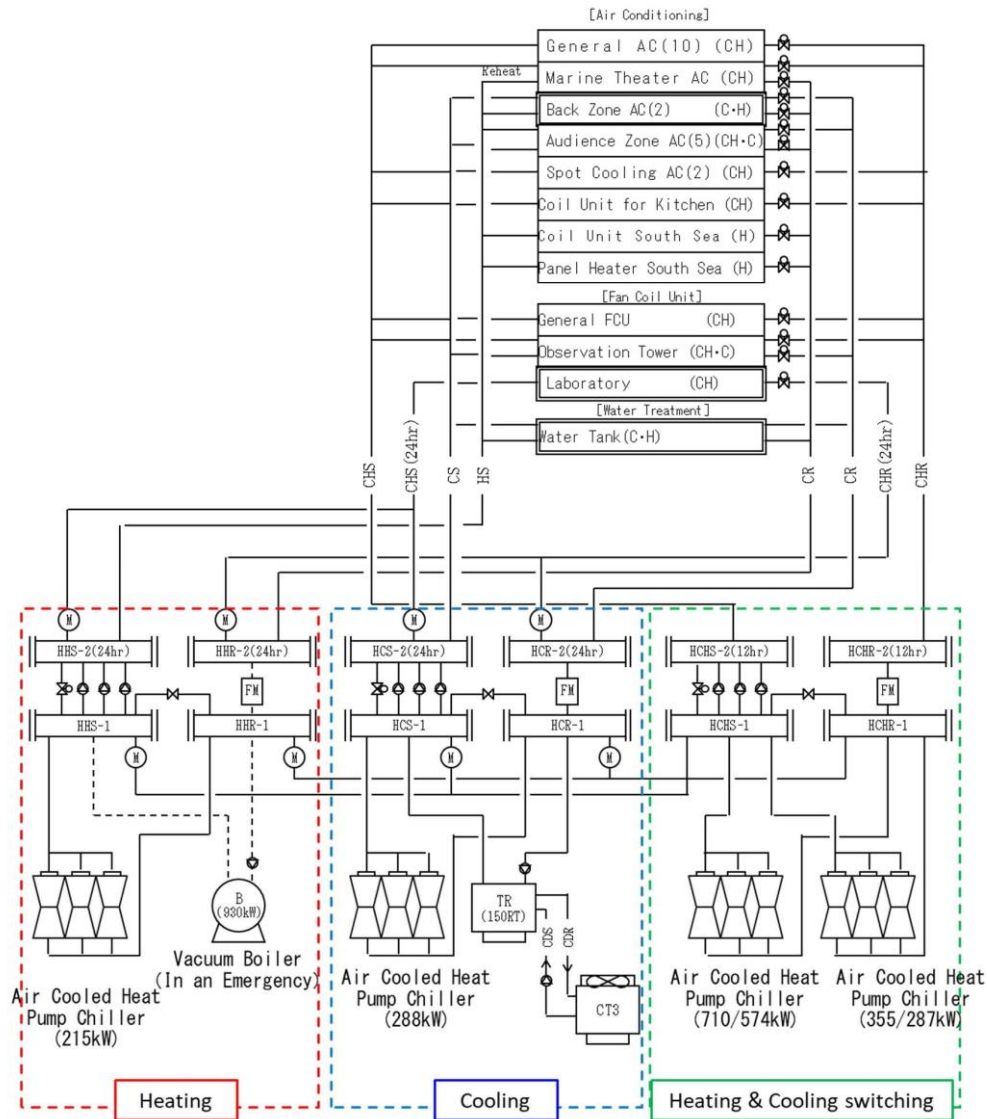 [Air Conditioning]
General AC(10) (CH)
Keheat
Marine Theater AC (CH)
Back Zone AC(2) (C·H)
Audience Zone AC(5)(CH·C)
Spot Cooling AC(2) (CH)
Coil Unit for Kitchen (CH)
Coil Unit South Sea (H)
Panel Heater South Sea (H)
[Fan Coil Unit]
General FCU (CH)
Observation Tower (CH·C)
Laboratory (CH)
[Water Treatment]
Water Tank(C·H)
CHS
CHS(24hr)
CS
HS
CR
CR
CHR(24hr)
CHR
M
M
M
M
HHS-2(24hr)
HHR-2(24hr)
HCS-2(24hr)
HCR-2(24hr)
HCHS-2(12hr)
HCHR-2(12hr)
FM
FM
FM
HHS-1
HHR-1
HCS-1
HCR-1
HCHS-1
HCHR-1
M
M
M
M
B
(930kW)
TR
(150RT)
CDS
CDR
CT3
Vacuum Boiler
(In an Emergency)
Air Cooled Heat
Pump Chiller
(215kW)
Air Cooled Heat
Pump Chiller
(288kW)
Air Cooled Heat
Pump Chiller
(710/574kW)
Air Cooled Heat
Pump Chiller
(355/287kW)
Heating
Cooling
Heating & Cooling switching